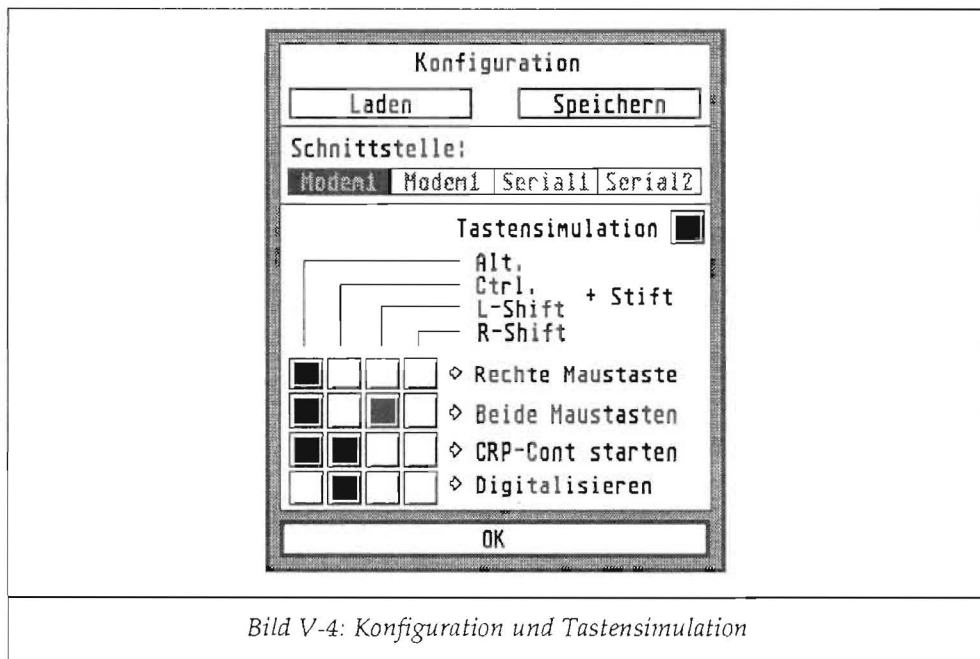 Konfiguration
Laden Speichern
Schnittstelle:
Modem1 Modem1 Serial1 Serial2
Tastensimulation
Alt.
Ctrl.
L-Shift
+ Stift
R-Shift
Rechte Maustaste
Beide Maustasten
CRP-Cont starten
Digitalisieren
OK
Bild V-4: Konfiguration und Tastensimulation